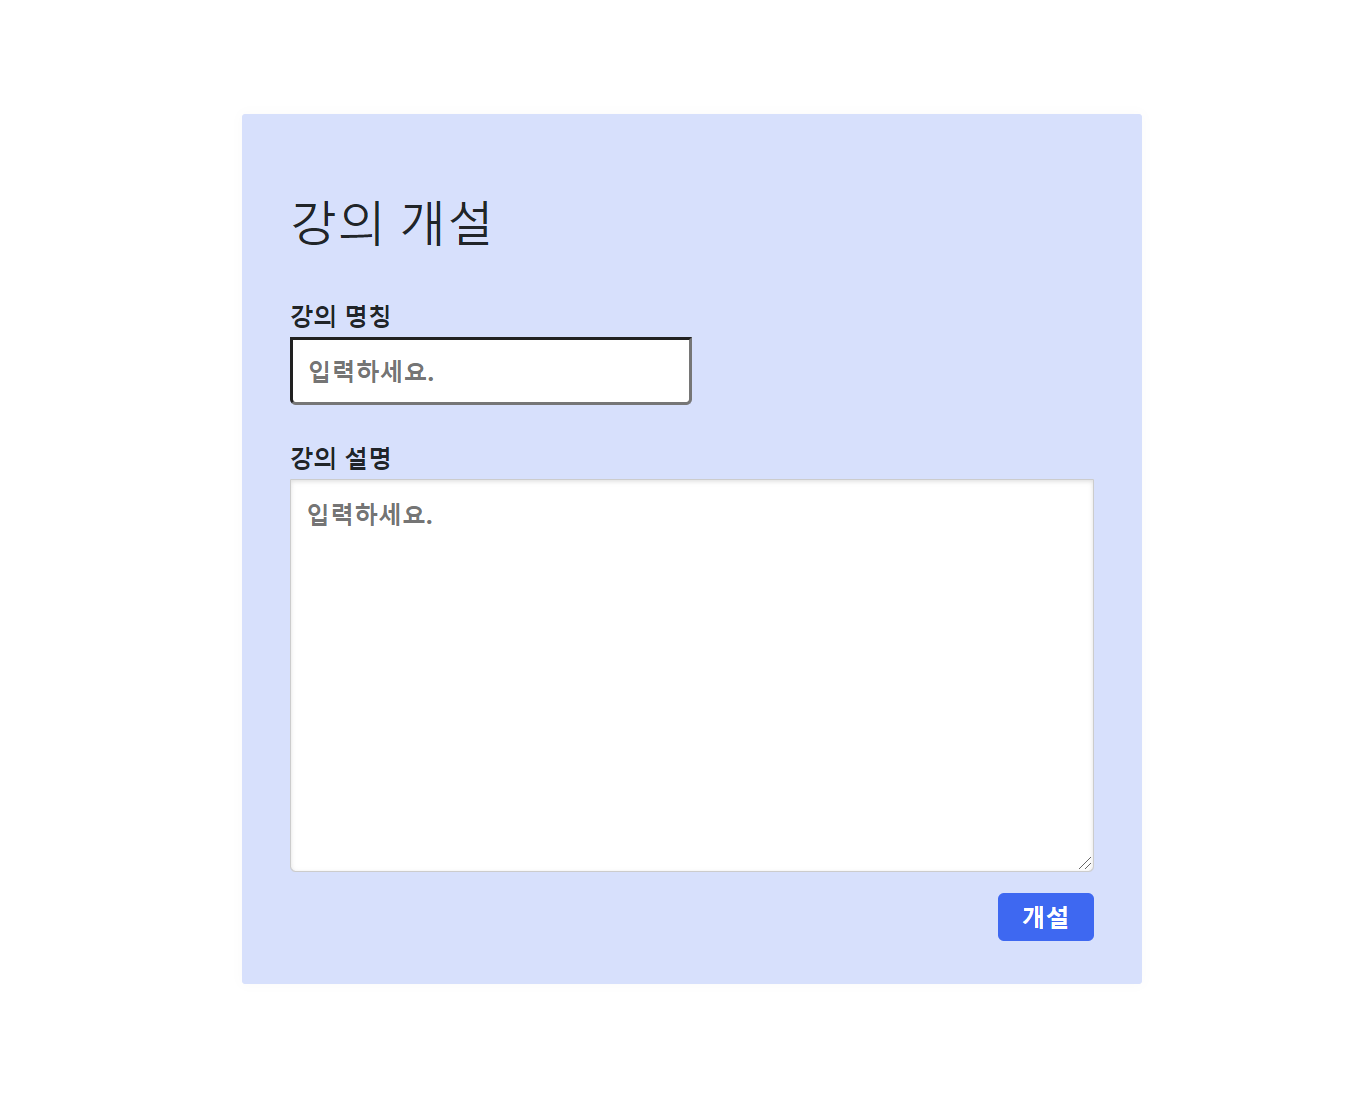 강의 개설
강의 명칭
입력하세요.
강의 설명
입력하세요.
개설